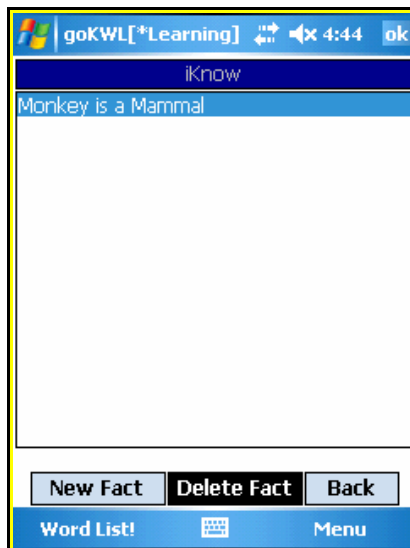 goKWL[*Learning] 4:44 ok
iKnow
Monkey is a Mammal
New Fact Delete Fact Back
Word List! Menu